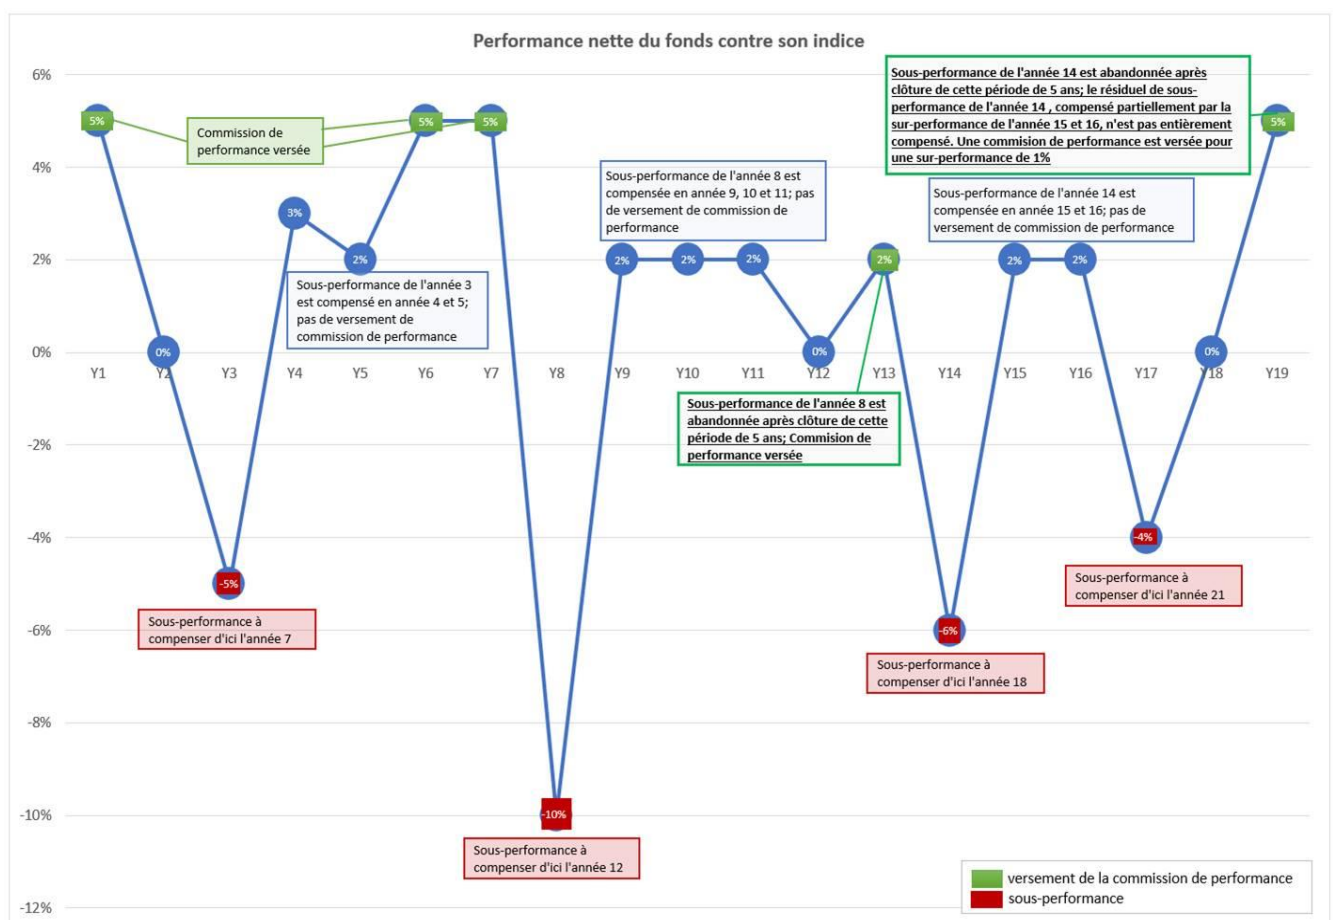 Performance nette du fonds contre son indice
6%
4%
2%
0%
-2%
-4%
-6%
-8%
-10%
-12%
Y1
Y2
Y3
Y4
Y5
Y6
Y7
Y8
Y9
Y10
Y11
Y12
Y13
Y14
Y15
Y16
Y17
Y18
Y19
5%
0%
-5%
3%
2%
5%
5%
-10%
2%
2%
2%
0%
2%
-6%
2%
2%
-4%
0%
5%
Commission de
performance versée
Sous-performance de l'année 3
est compensé en année 4 et 5;
pas de versement de
commission de performance
Sous-performance à
compenser d'ici l'année 7
Sous-performance à
compenser d'ici l'année 12
Sous-performance de l'année 8 est
compensée en année 9, 10 et 11; pas
de versement de commission de
performance
Sous-performance de l'année 8 est
abandonnée après clôture de cette
période de 5 ans; Commision de
performance versée
Sous-performance à
compenser d'ici l'année 18
Sous-performance de l'année 14 est
compensée en année 15 et 16; pas de
versement de commission de performance
Sous-performance de l'année 14 est abandonnée après
clôture de cette période de 5 ans; le résiduel de sous-
performance de l'année 14 , compensé partiellement par la
sur-performance de l'année 15 et 16, n'est pas entièrement
compensé. Une commision de performance est versée pour
une sur-performance de 1%
Sous-performance à
compenser d'ici l'année 21
versement de la commission de performance
sous-performance